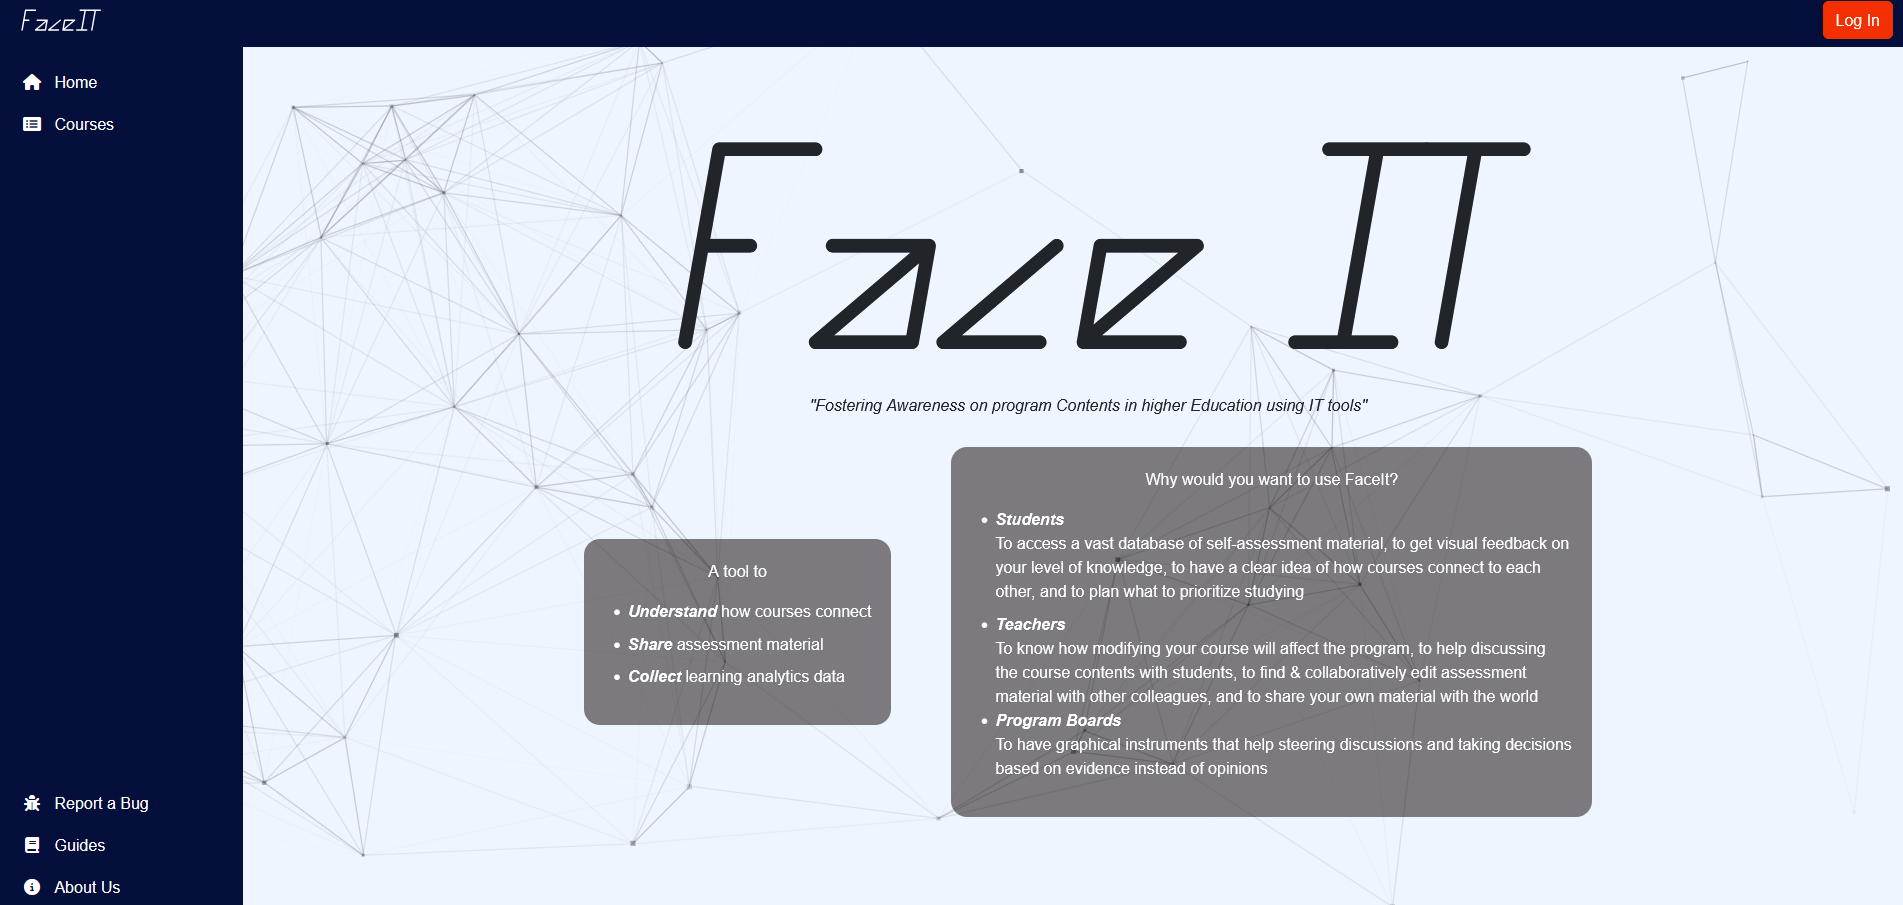 FaceIT
Log In
Home
Courses
Face IT
"Fostering Awareness on program Contents in higher Education using IT tools"
A tool to
• Understand how courses connect
• Share assessment material
• Collect learning analytics data
Why would you want to use FaceIt?
• Students
To access a vast database of self-assessment material, to get visual feedback on
your level of knowledge, to have a clear idea of how courses connect to each
other, and to plan what to prioritize studying
• Teachers
To know how modifying your course will affect the program, to help discussing
the course contents with students, to find & collaboratively edit assessment
material with other colleagues, and to share your own material with the world
• Program Boards
To have graphical instruments that help steering discussions and taking decisions
based on evidence instead of opinions
Report a Bug
Guides
About Us